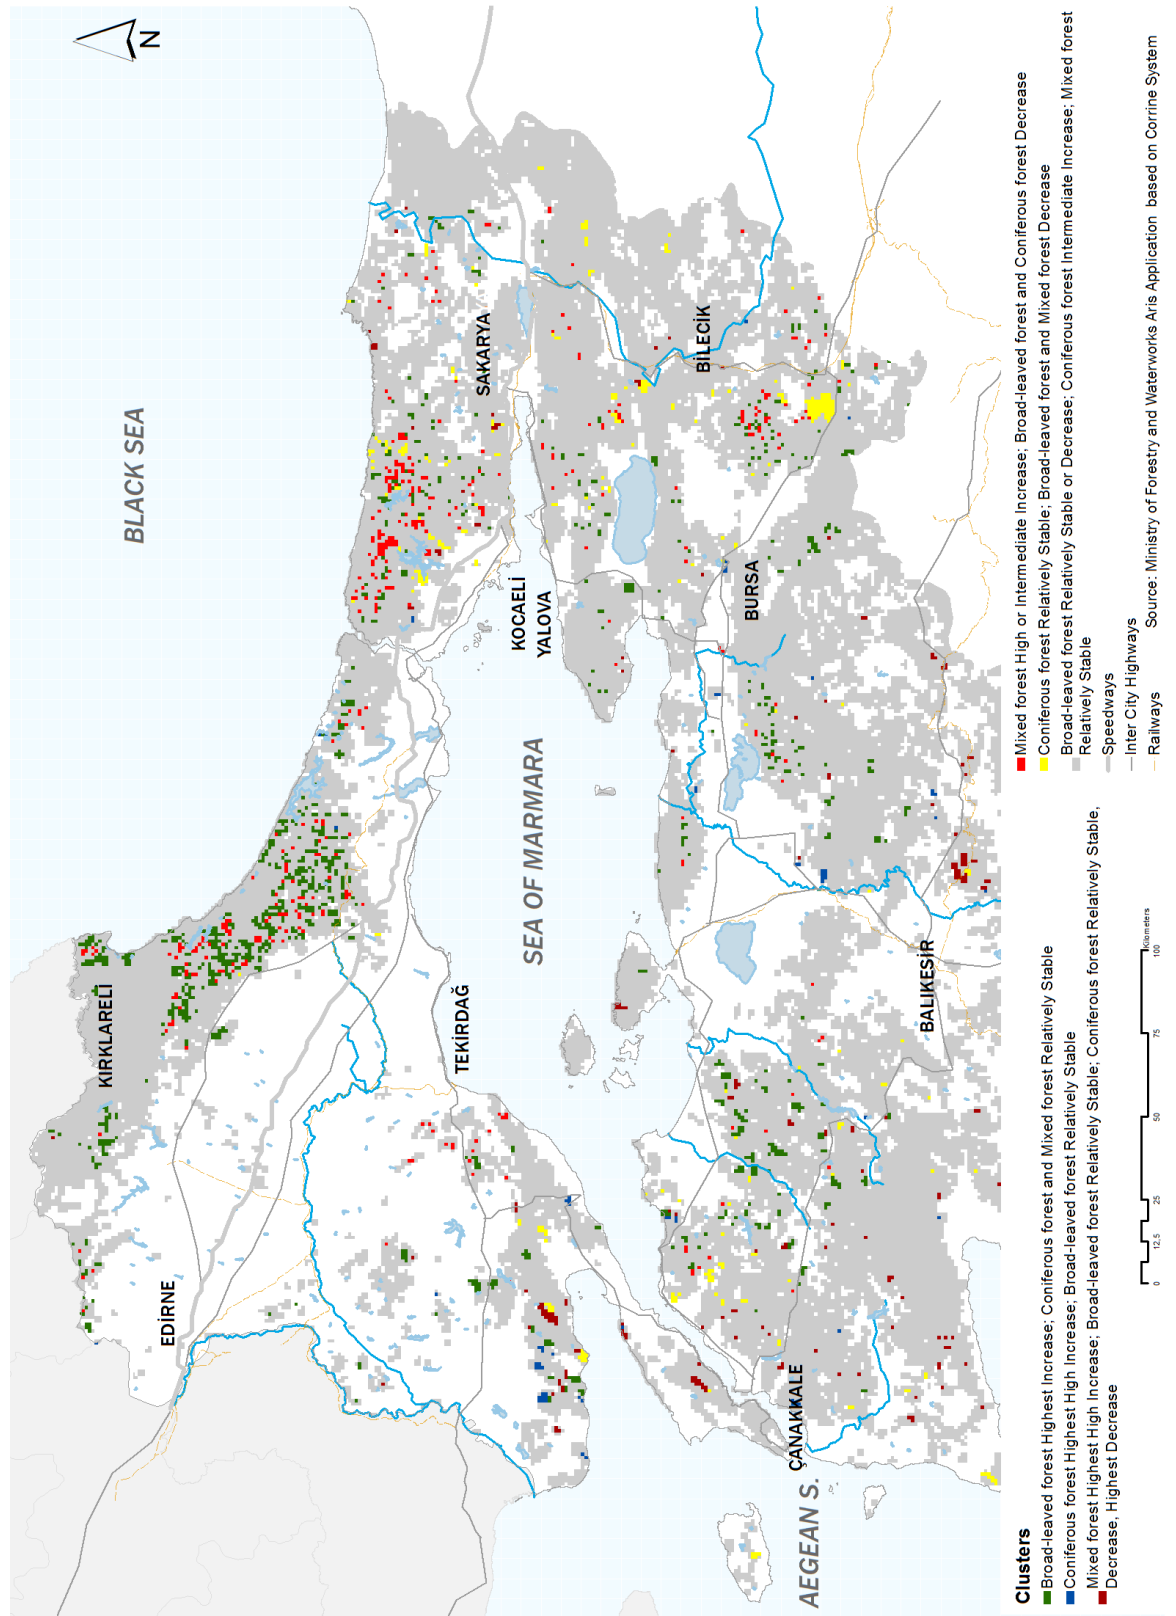 N
BLACK SEA
KIRKLARELİ
EDİRNE
TEKİRDAĞ
SEA OF MARMARA
KOCAELİ
YALOVA
SAKARYA
BİLECİK
BURSA
BALIKESİR
ÇANAKKALE
AEGEAN S.
Clusters
Broad-leaved forest Highest Increase; Coniferous forest and Mixed forest Relatively Stable
Coniferous forest Highest High Increase; Broad-leaved forest Relatively Stable
Mixed forest Highest High Increase; Broad-leaved forest Relatively Stable; Coniferous forest Relatively Stable,
Decrease, Highest Decrease
Mixed forest High or Intermediate Increase; Broad-leaved forest and Coniferous forest Decrease
Coniferous forest Relatively Stable; Broad-leaved forest and Mixed forest Decrease
Broad-leaved forest Relatively Stable or Decrease; Coniferous forest Intermediate Increase; Mixed forest
Relatively Stable
Speedways
Inter City Highways
Railways
Source: Ministry of Forestry and Waterworks Aris Application based on Corrine System
0 12,5 25 50 75 100
Kilometers